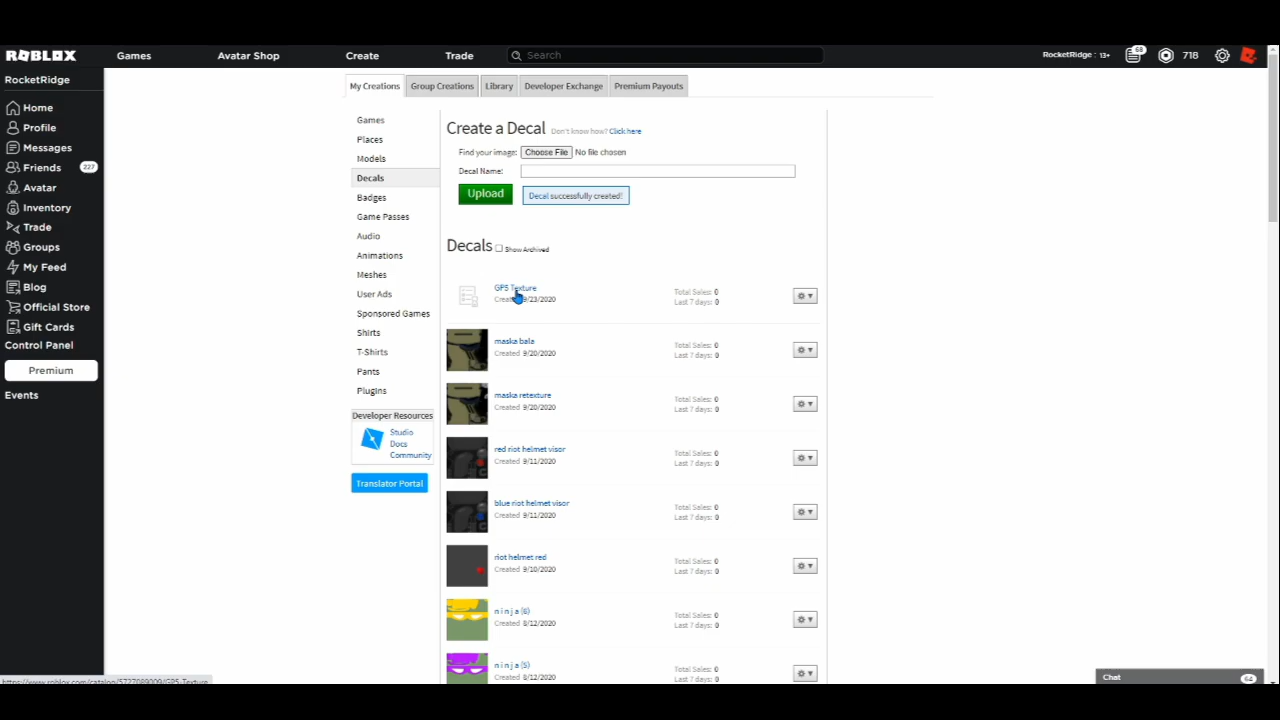 ROBLOX
Games
Avatar Shop
Create
Trade
Search
RocketRidge : 13+
68
718
RocketRidge
Home
Profile
Messages
Friends
227
Avatar
Inventory
Trade
Groups
My Feed
Blog
Official Store
Gift Cards
Control Panel
Premium
Events
My Creations
Group Creations
Library
Developer Exchange
Premium Payouts
Games
Places
Models
Decals
Badges
Game Passes
Audio
Animations
Meshes
User Ads
Sponsored Games
Shirts
T-Shirts
Pants
Plugins
Developer Resources
Studio
Docs
Community
Translator Portal
Create a Decal Don't know how? Click here
Find your image: Choose File No file chosen
Decal Name:
Upload
Decal successfully created!
Decals Show Archived
GPS Texture
Created 9/23/2020
Total Sales: 0
Last 7 days: 0
maska bala
Created 9/20/2020
Total Sales: 0
Last 7 days: 0
maska retexture
Created 9/20/2020
Total Sales: 0
Last 7 days: 0
red riot helmet visor
Created 9/11/2020
Total Sales: 0
Last 7 days: 0
blue riot helmet visor
Created 9/11/2020
Total Sales: 0
Last 7 days: 0
riot helmet red
Created 9/10/2020
Total Sales: 0
Last 7 days: 0
n i n j a (6)
Created 8/12/2020
Total Sales: 0
Last 7 days: 0
n i n j a (5)
Created 8/12/2020
Total Sales: 0
Last 7 days: 0
Chat
64